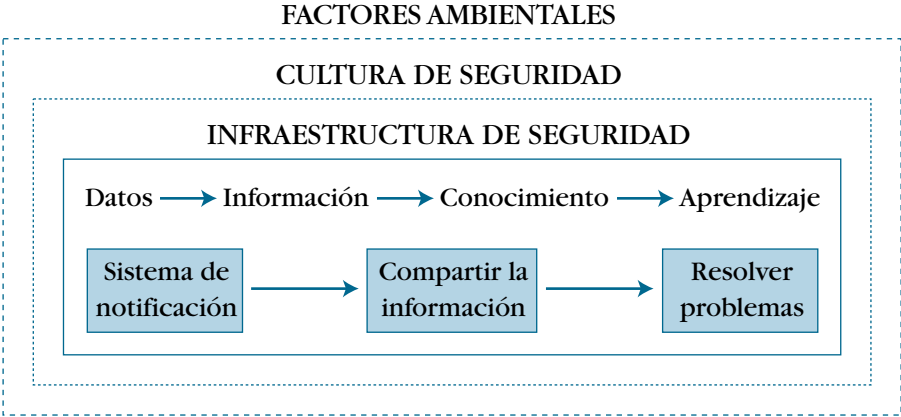 FACTORES AMBIENTALES
CULTURA DE SEGURIDAD
INFRAESTRUCTURA DE SEGURIDAD
Datos Información Conocimiento Aprendizaje
Sistema de
notificación
Compartir la
información
Resolver
problemas